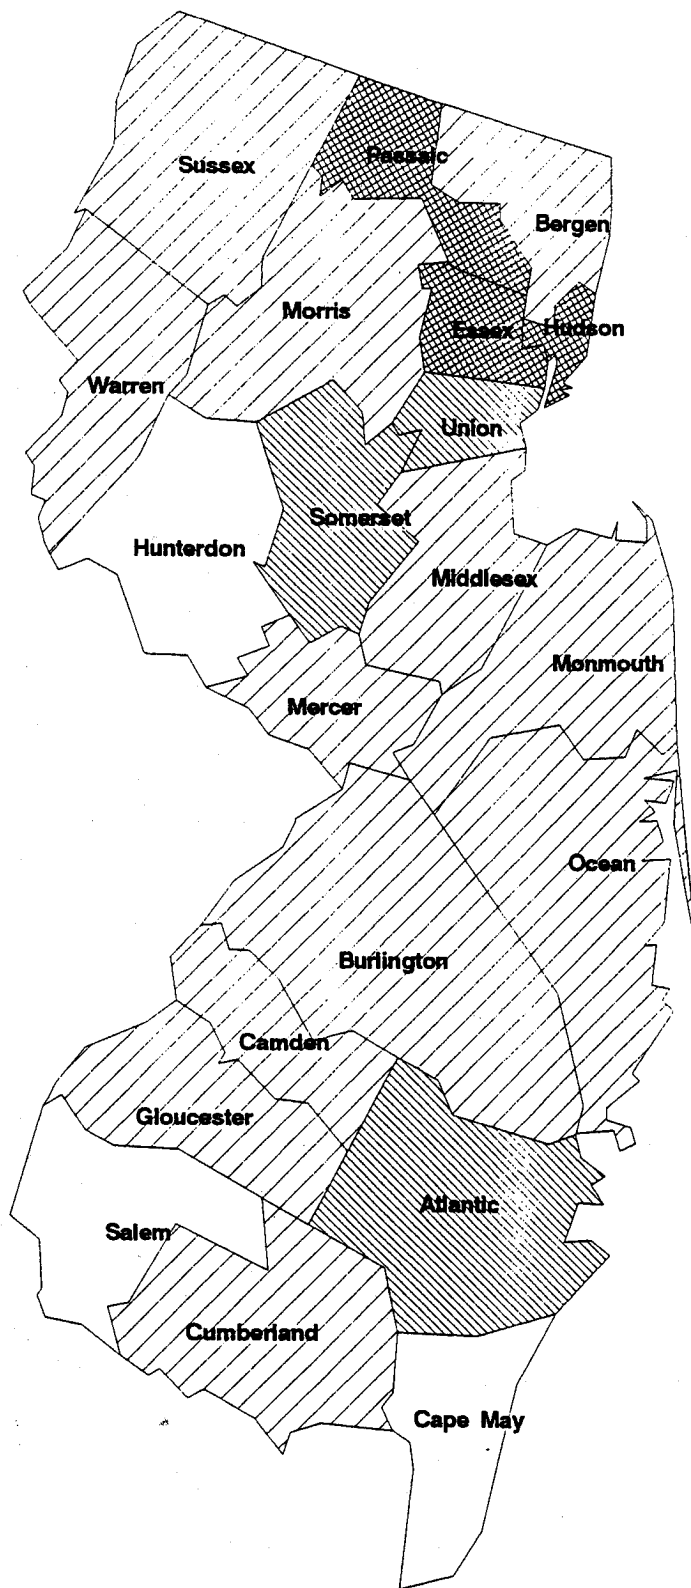 Passaic
Sussex
Bergen
Morris
Essex
Hudson
Warren
Union
Somerset
Hunterdon
Middlesex
Monmouth
Mercer
Ocean
Burlington
Camden
Gloucester
Atlantic
Salem
Cumberland
Cape May